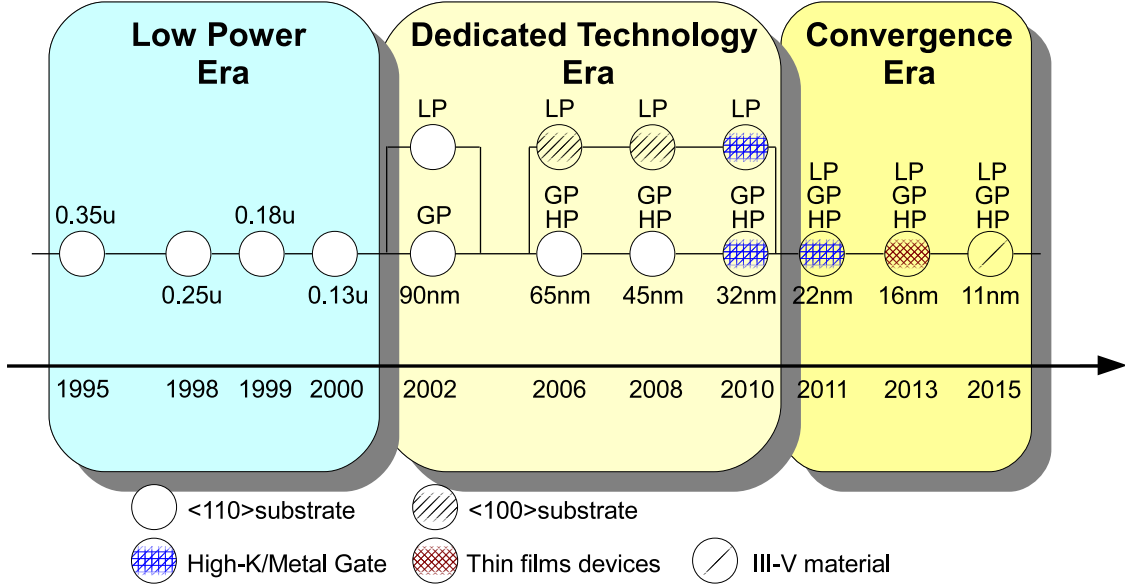 Low Power
Era
Dedicated Technology
Era
Convergence
Era
LP
LP
LP
LP
GP
GP
HP
GP
HP
GP
HP
LP
GP
HP
LP
GP
HP
LP
GP
HP
0.35u
0.25u
0.18u
0.13u
90nm
65nm
45nm
32nm
22nm
16nm
11nm
1995
1998
1999
2000
2002
2006
2008
2010
2011
2013
2015
<110>substrate
<100>substrate
High-K/Metal Gate
Thin films devices
III-V material